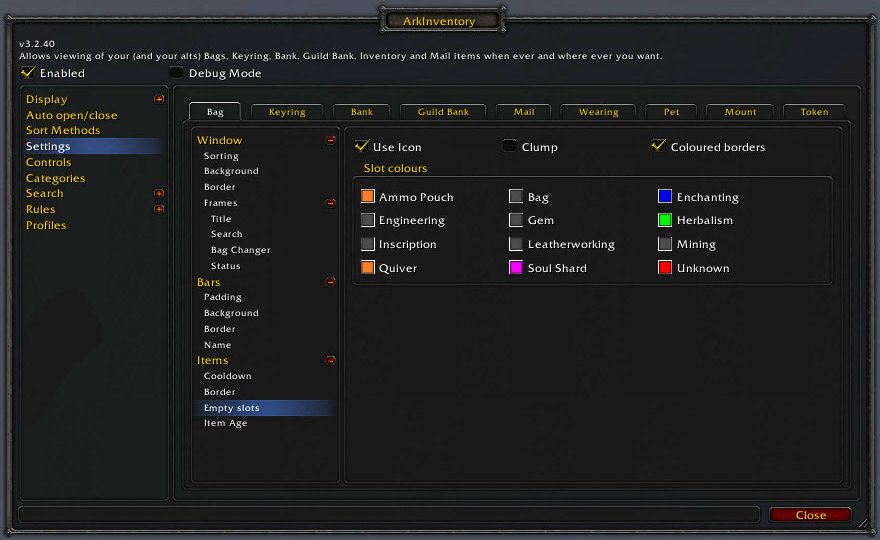 ArkInventory
v3.2.40
Allows viewing of your (and your alts) Bags, Keyring, Bank, Guild Bank, Inventory and Mail items when ever and where ever you want.
Enabled Debug Mode
Display
Auto open/close
Sort Methods
Settings
Controls
Categories
Search
Rules
Profiles
Bag Keyring Bank Guild Bank Mail Wearing Pet Mount Token
Window
Sorting
Background
Border
Frames
Title
Search
Bag Changer
Status
Bars
Padding
Background
Border
Name
Items
Cooldown
Border
Empty slots
Item Age
Use Icon Clump Coloured borders
Slot colours
Ammo Pouch Bag Enchanting
Engineering Gem Herbalism
Inscription Leatherworking Mining
Quiver Soul Shard Unknown
Close